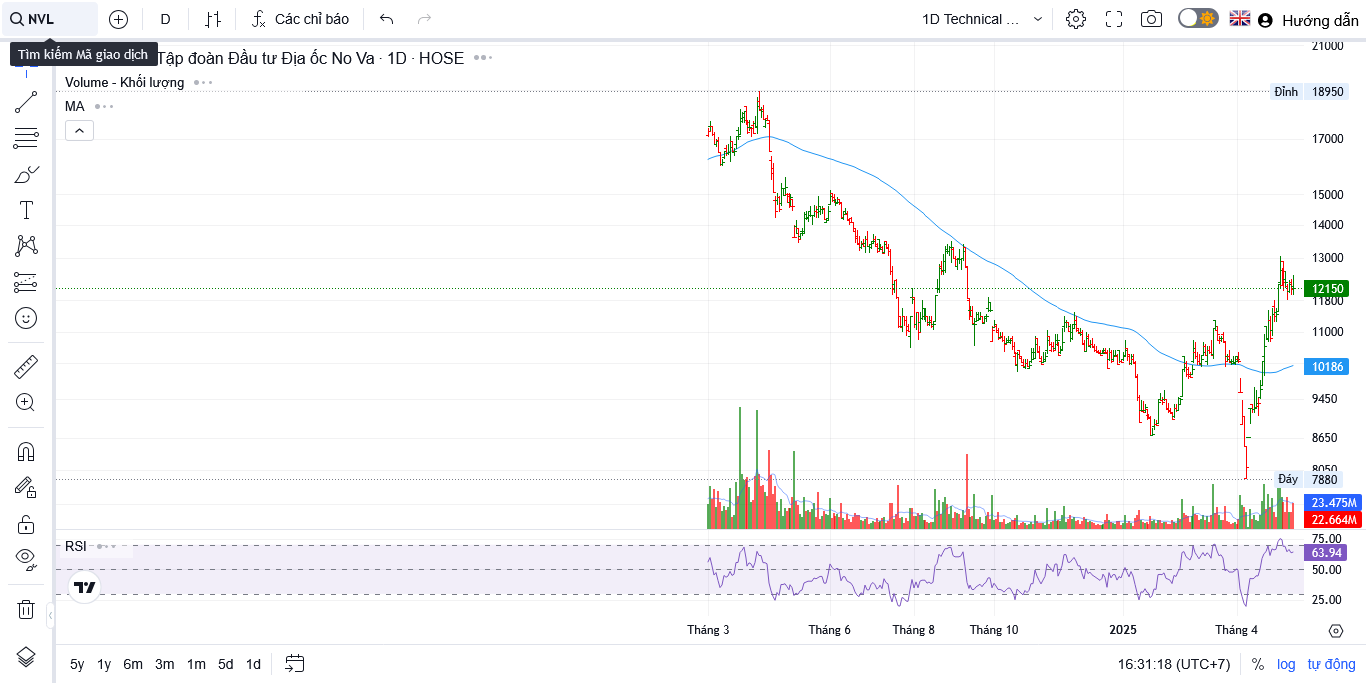 NVL
D
Các chỉ báo
1D Technical ...
Hướng dẫn
Tìm kiếm Mã giao dịch
Tập đoàn Đầu tư Địa ốc No Va · 1D · HOSE
Volume - Khối lượng
MA
21000
Đỉnh 18950
17000
15000
14000
13000
12150
11800
11000
10186
9450
8650
8050
Đáy 7880
23.475M
22.664M
RSI
75.00
63.94
50.00
25.00
Tháng 3
Tháng 6
Tháng 8
Tháng 10
2025
Tháng 4
5y 1y 6m 3m 1m 5d 1d
16:31:18 (UTC+7)
% log tự động